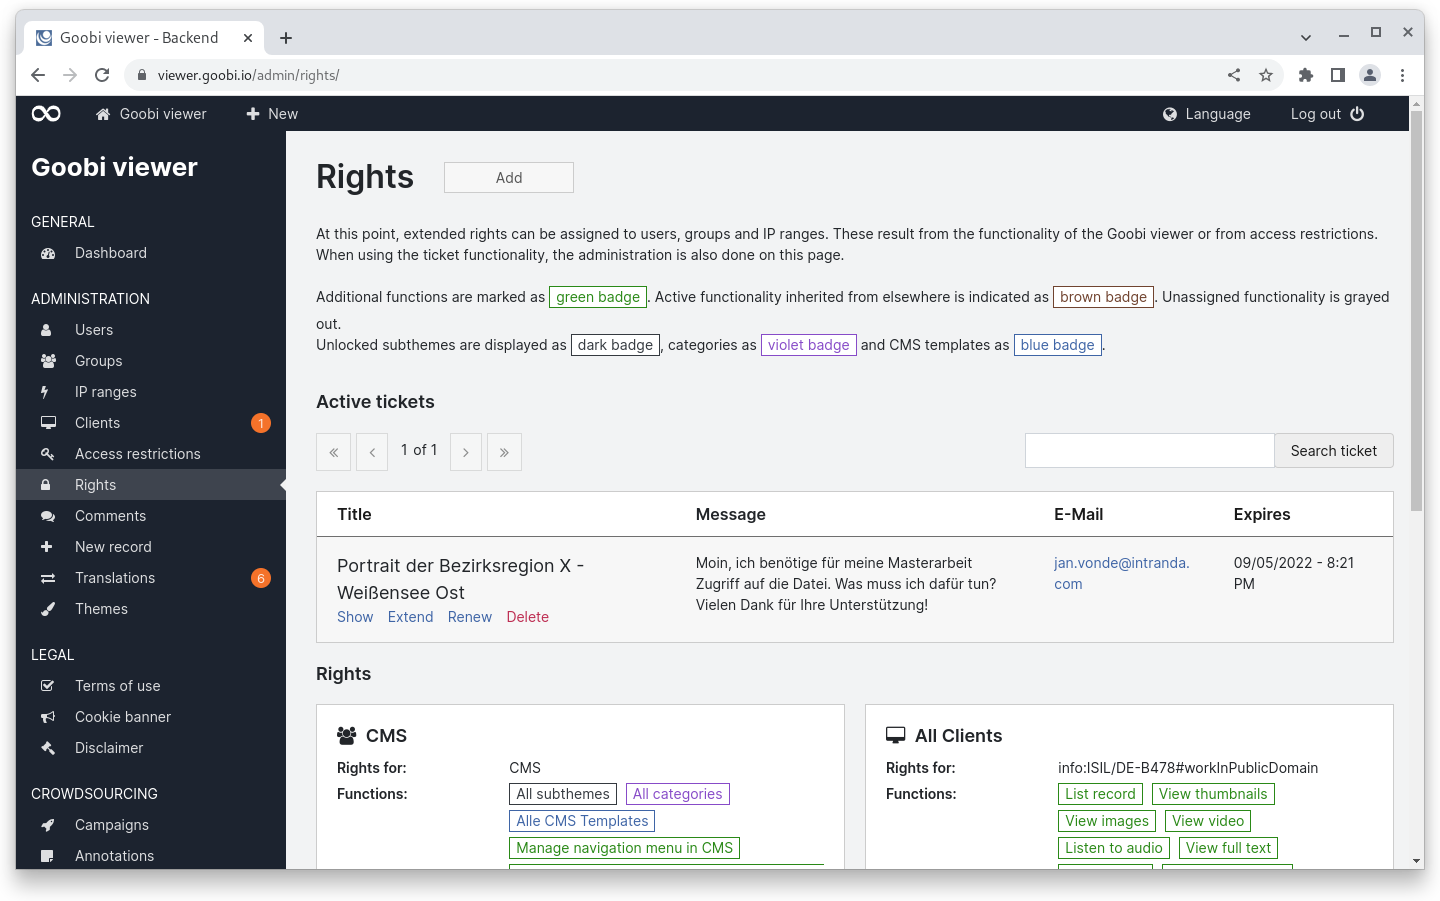 Goobi viewer - Backend
viewer.goobi.io/admin/rights/
Goobi viewer
New
Language
Log out
Goobi viewer
GENERAL
Dashboard
ADMINISTRATION
Users
Groups
IP ranges
Clients 1
Access restrictions
Rights
Comments
New record
Translations 6
Themes
LEGAL
Terms of use
Cookie banner
Disclaimer
CROWDSOURCING
Campaigns
Annotations
Rights
Add
At this point, extended rights can be assigned to users, groups and IP ranges. These result from the functionality of the Goobi viewer or from access restrictions.
When using the ticket functionality, the administration is also done on this page.
Additional functions are marked as green badge. Active functionality inherited from elsewhere is indicated as brown badge. Unassigned functionality is grayed
out.
Unlocked subthemes are displayed as dark badge, categories as violet badge and CMS templates as blue badge.
Active tickets
« ‹ 1 of 1 › »
Search ticket
Title Message E-Mail Expires
Portrait der Bezirksregion X -
Weißensee Ost
Show Extend Renew Delete
Moin, ich benötige für meine Masterarbeit
Zugriff auf die Datei. Was muss ich dafür tun?
Vielen Dank für Ihre Unterstützung!
jan.vonde@intranda.
com
09/05/2022 - 8:21
PM
Rights
CMS
Rights for: CMS
Functions: All subthemes All categories
Alle CMS Templates
Manage navigation menu in CMS
All Clients
Rights for: info:ISIL/DE-B478#workInPublicDomain
Functions: List record View thumbnails
View images View video
Listen to audio View full text